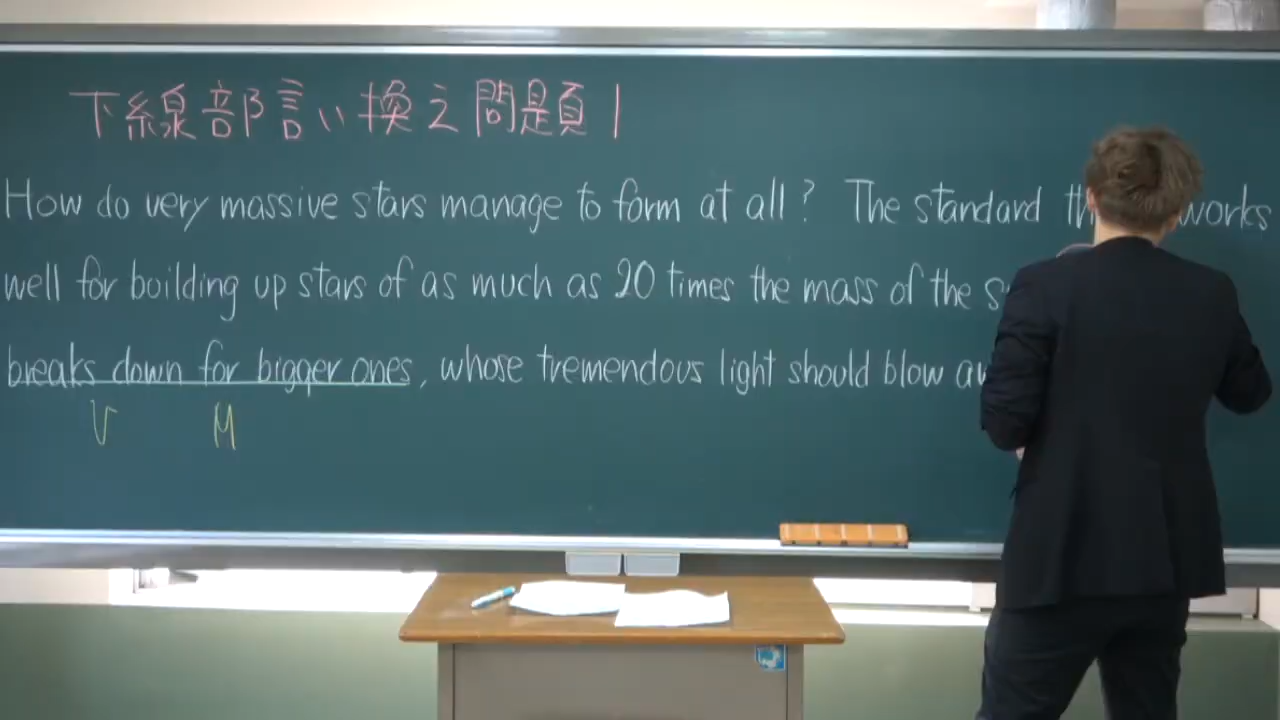 下線部言い換え問題 1
How do very massive stars manage to form at all? The standard works
well for building up stars of as much as 20 times the mass of the
breaks down for bigger ones, whose tremendous light should blow
V M